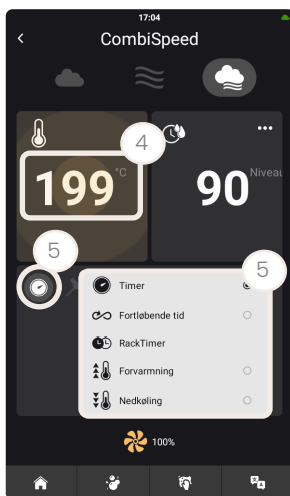 17:04
CombiSpeed
4
199 °C
90 Niveau
5
5
Timer
Fortløbende tid
RackTimer
Forvarmning
Nedkøling
100%